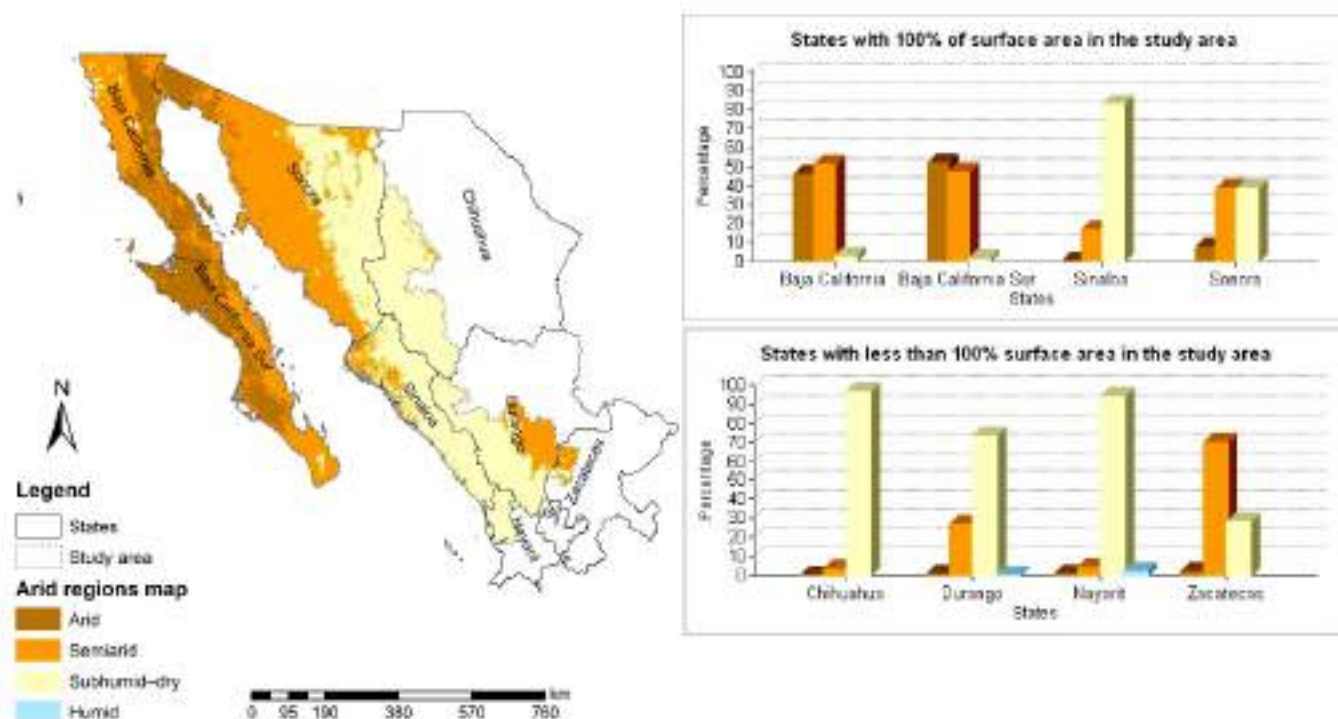 Baja California
Sonora
Chihuahua
Baja California Sur
Sinaloa
Durango
Zacatecas
Nayarit
N
Legend
States
Study area
Arid regions map
Arid
Semiarid
Subhumid-dry
Humid
km
0 95 190 380 570 760
States with 100% of surface area in the study area
Percentage
100
90
80
70
60
50
40
30
20
10
0
Baja California Baja California Sur Sinaloa Sonora
States
States with less than 100% surface area in the study area
Percentage
100
90
80
70
60
50
40
30
20
10
0
Chihuahua Durango Nayarit Zacatecas
States